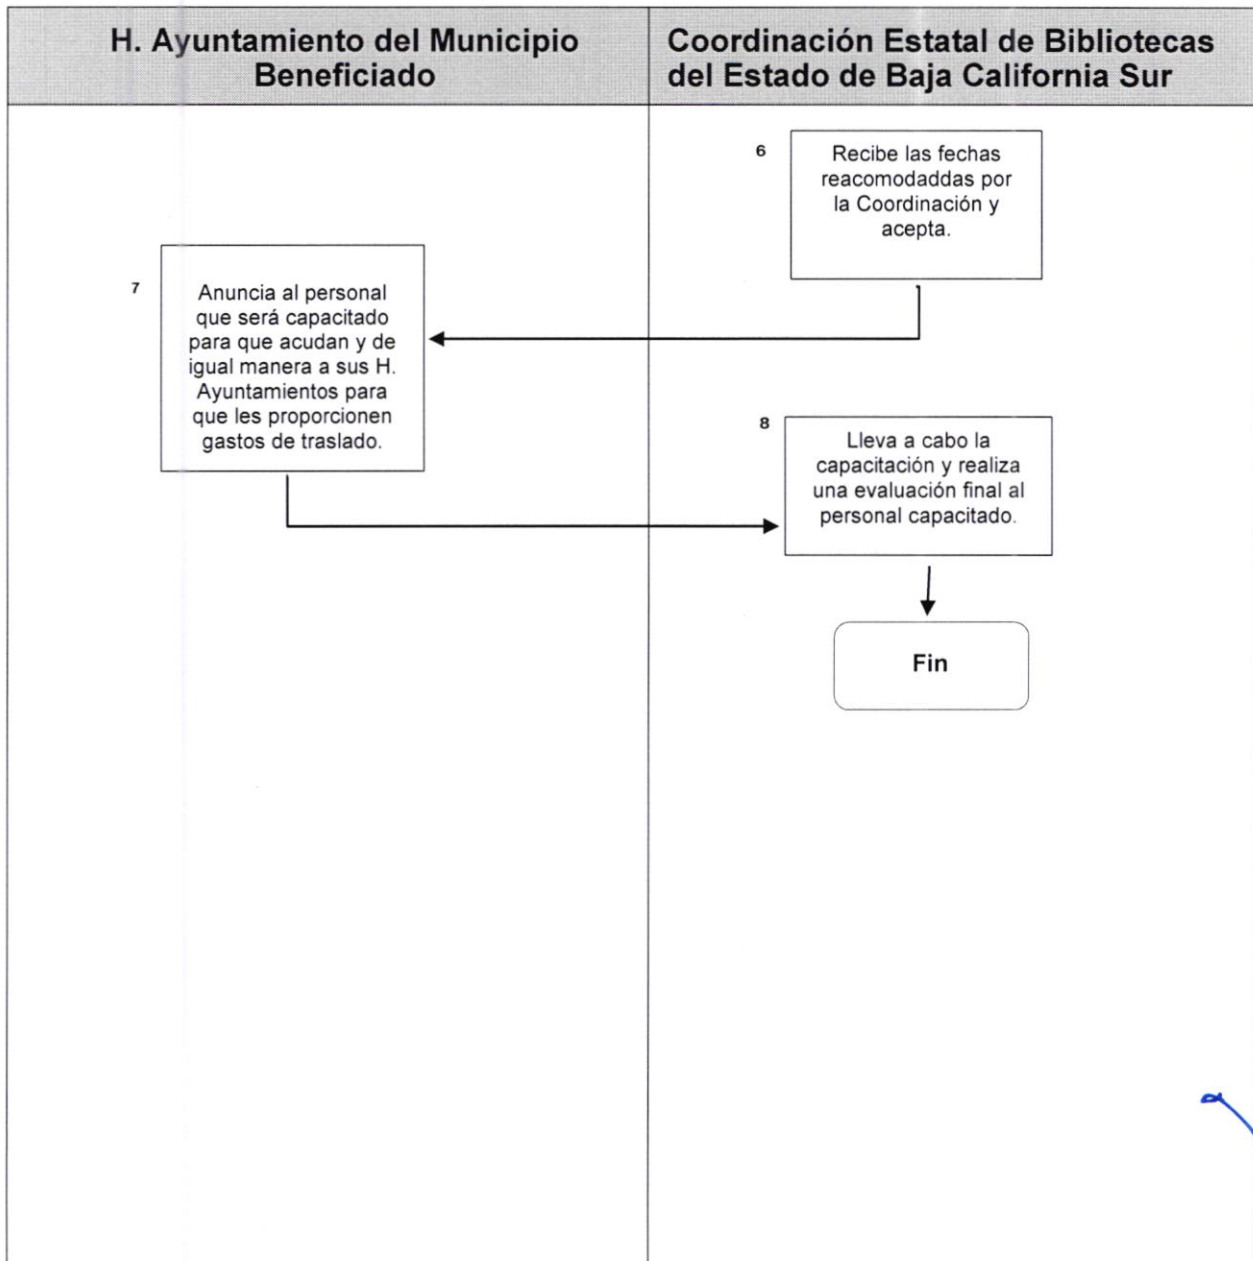 H. Ayuntamiento del Municipio
Beneficiado
Coordinación Estatal de Bibliotecas
del Estado de Baja California Sur
6
Recibe las fechas
reacomodaddas por
la Coordinación y
acepta.
7
Anuncia al personal
que será capacitado
para que acudan y de
igual manera a sus H.
Ayuntamientos para
que les proporcionen
gastos de traslado.
8
Lleva a cabo la
capacitación y realiza
una evaluación final al
personal capacitado.
Fin